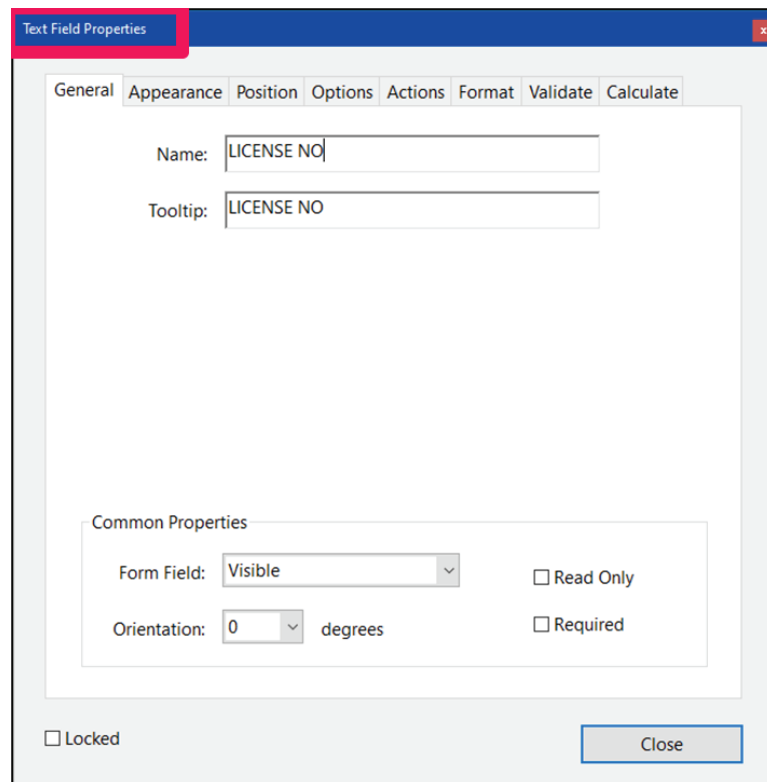 Text Field Properties
x
General Appearance Position Options Actions Format Validate Calculate
Name: LICENSE NO
Tooltip: LICENSE NO
Common Properties
Form Field: Visible
Read Only
Orientation: 0 degrees
Required
Locked
Close